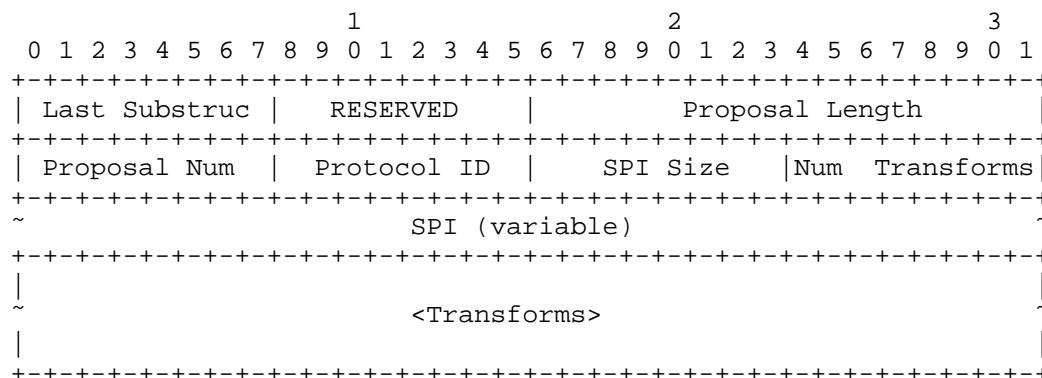 1                   2                   3
 0 1 2 3 4 5 6 7 8 9 0 1 2 3 4 5 6 7 8 9 0 1 2 3 4 5 6 7 8 9 0 1
+-+-+-+-+-+-+-+-+-+-+-+-+-+-+-+-+-+-+-+-+-+-+-+-+-+-+-+-+-+-+-+-+
| Last Substruc |   RESERVED    |         Proposal Length       |
+-+-+-+-+-+-+-+-+-+-+-+-+-+-+-+-+-+-+-+-+-+-+-+-+-+-+-+-+-+-+-+-+
| Proposal Num  |  Protocol ID  |    SPI Size   |Num  Transforms|
+-+-+-+-+-+-+-+-+-+-+-+-+-+-+-+-+-+-+-+-+-+-+-+-+-+-+-+-+-+-+-+-+
~                        SPI (variable)                         ~
+-+-+-+-+-+-+-+-+-+-+-+-+-+-+-+-+-+-+-+-+-+-+-+-+-+-+-+-+-+-+-+-+
|                                                               |
~                        <Transforms>                           ~
|                                                               |
+-+-+-+-+-+-+-+-+-+-+-+-+-+-+-+-+-+-+-+-+-+-+-+-+-+-+-+-+-+-+-+-+